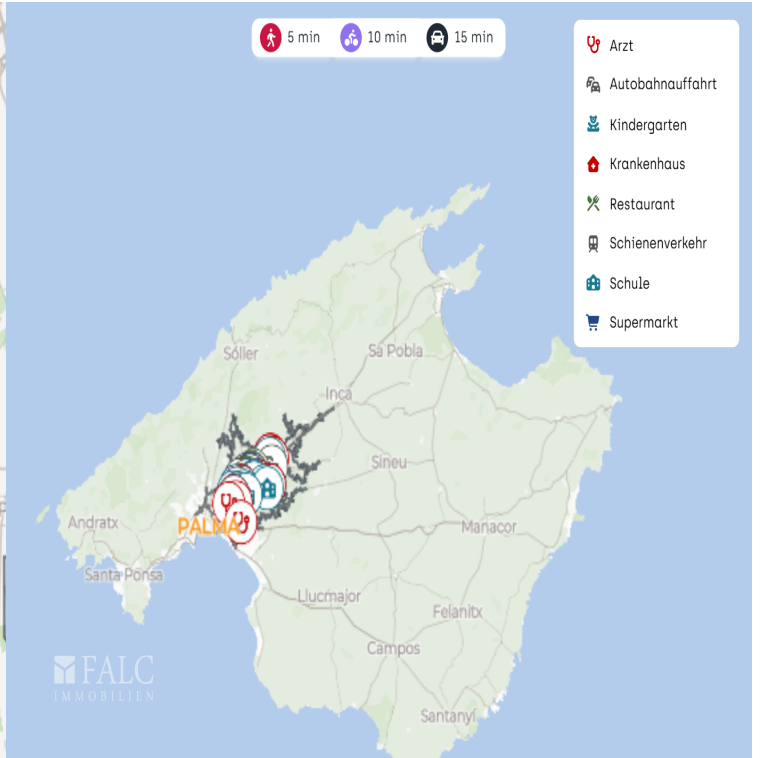 5 min 10 min 15 min
Arzt
Autobahnauffahrt
Kindergarten
Krankenhaus
Restaurant
Schienenverkehr
Schule
Supermarkt
Sóller
Sa Pobla
Inca
Sineu
Andratx
PALMA
Manacor
Santa Ponsa
Llucmajor
Felanitx
Campos
FALC
IMMOBILIEN
Santanyí